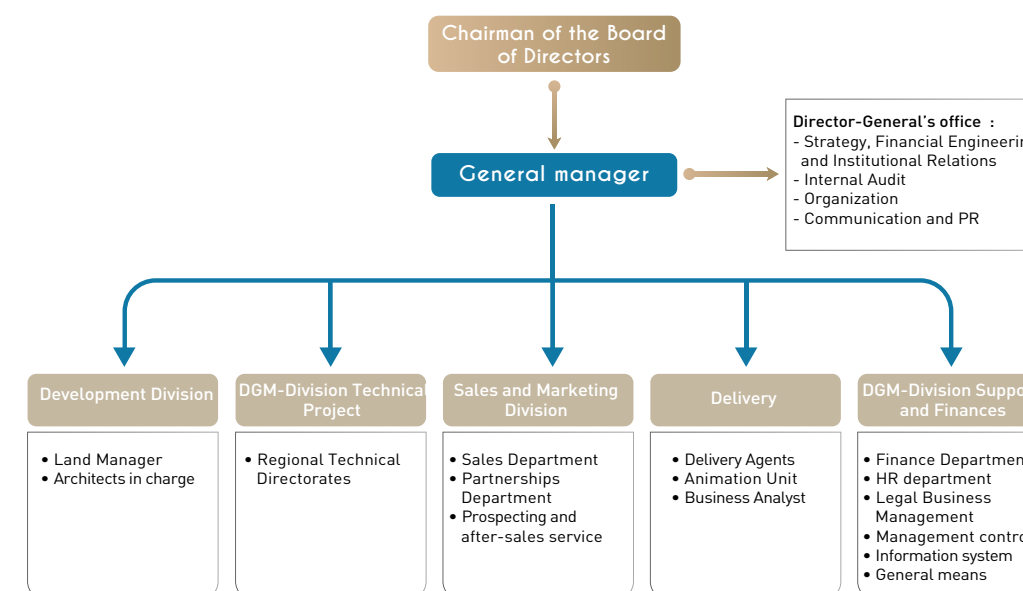 Chairman of the Board
of Directors
General manager
Director-General's office :
- Strategy, Financial Engineerin
and Institutional Relations
- Internal Audit
- Organization
- Communication and PR
Development Division
• Land Manager
• Architects in charge
DGM-Division Technical
Project
• Regional Technical
Directorates
Sales and Marketing
Division
• Sales Department
• Partnerships
Department
• Prospecting and
after-sales service
Delivery
• Delivery Agents
• Animation Unit
• Business Analyst
DGM-Division Suppo
and Finances
• Finance Departmen
• HR department
• Legal Business
Management
• Management contro
• Information system
• General means